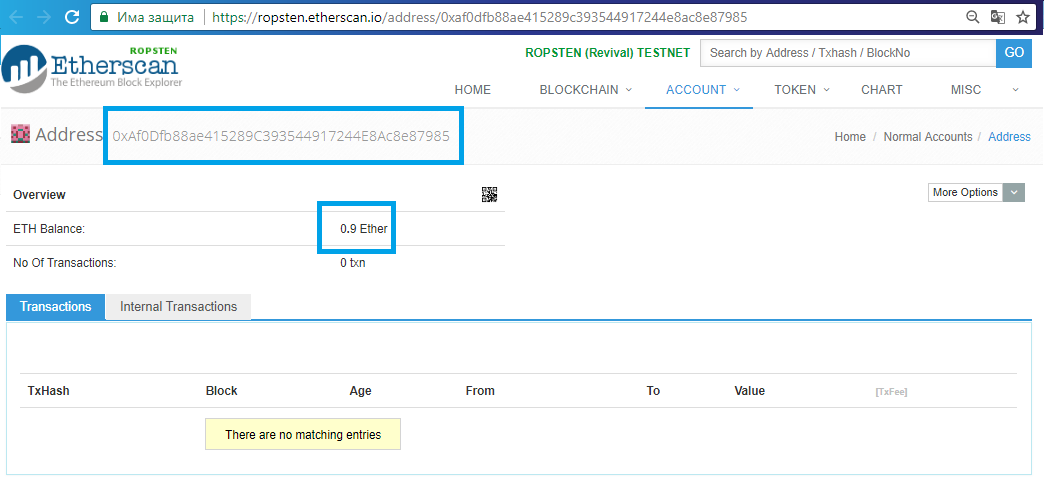 Има защита https://ropsten.etherscan.io/address/0xaf0dfb88ae415289c393544917244e8ac8e87985
ROPSTEN
Etherscan
The Ethereum Block Explorer
ROPSTEN (Revival) TESTNET Search by Address / Txhash / BlockNo GO
HOME BLOCKCHAIN ACCOUNT TOKEN CHART MISC
Address 0xAf0Dfb88ae415289C393544917244E8Ac8e87985
Home / Normal Accounts / Address
Overview
More Options
ETH Balance: 0.9 Ether
No Of Transactions: 0 txn
Transactions Internal Transactions
TxHash Block Age From To Value [TxFee]
There are no matching entries